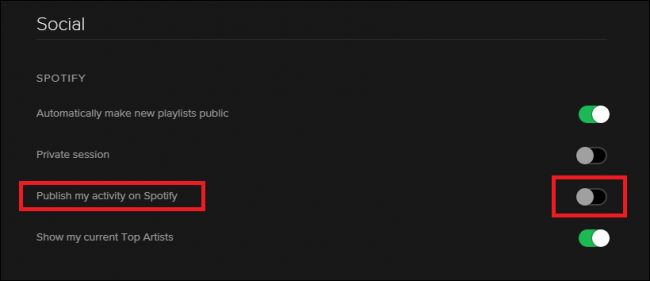 Social
SPOTIFY
Automatically make new playlists public
Private session
Publish my activity on Spotify
Show my current Top Artists